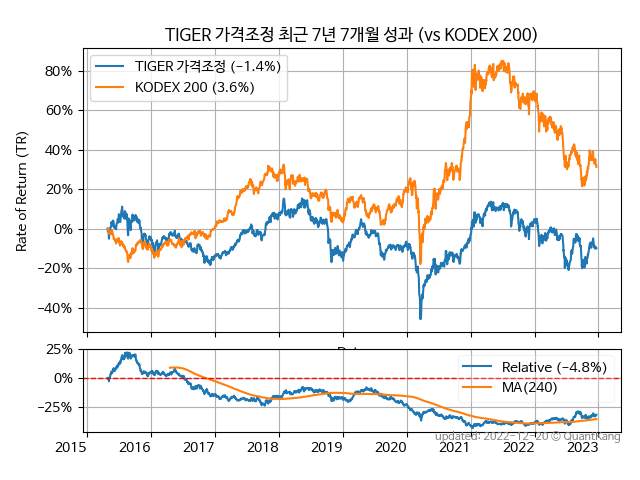 TIGER 가격조정 최근 7년 7개월 성과 (vs KODEX 200)
TIGER 가격조정 (−1.4%)
KODEX 200 (3.6%)
Rate of Return (TR)
80%
60%
40%
20%
0%
−20%
−40%
25%
0%
−25%
Relative (−4.8%)
MA(240)
2015 2016 2017 2018 2019 2020 2021 2022 2023
updated: 2022-12-20 © QuantKang